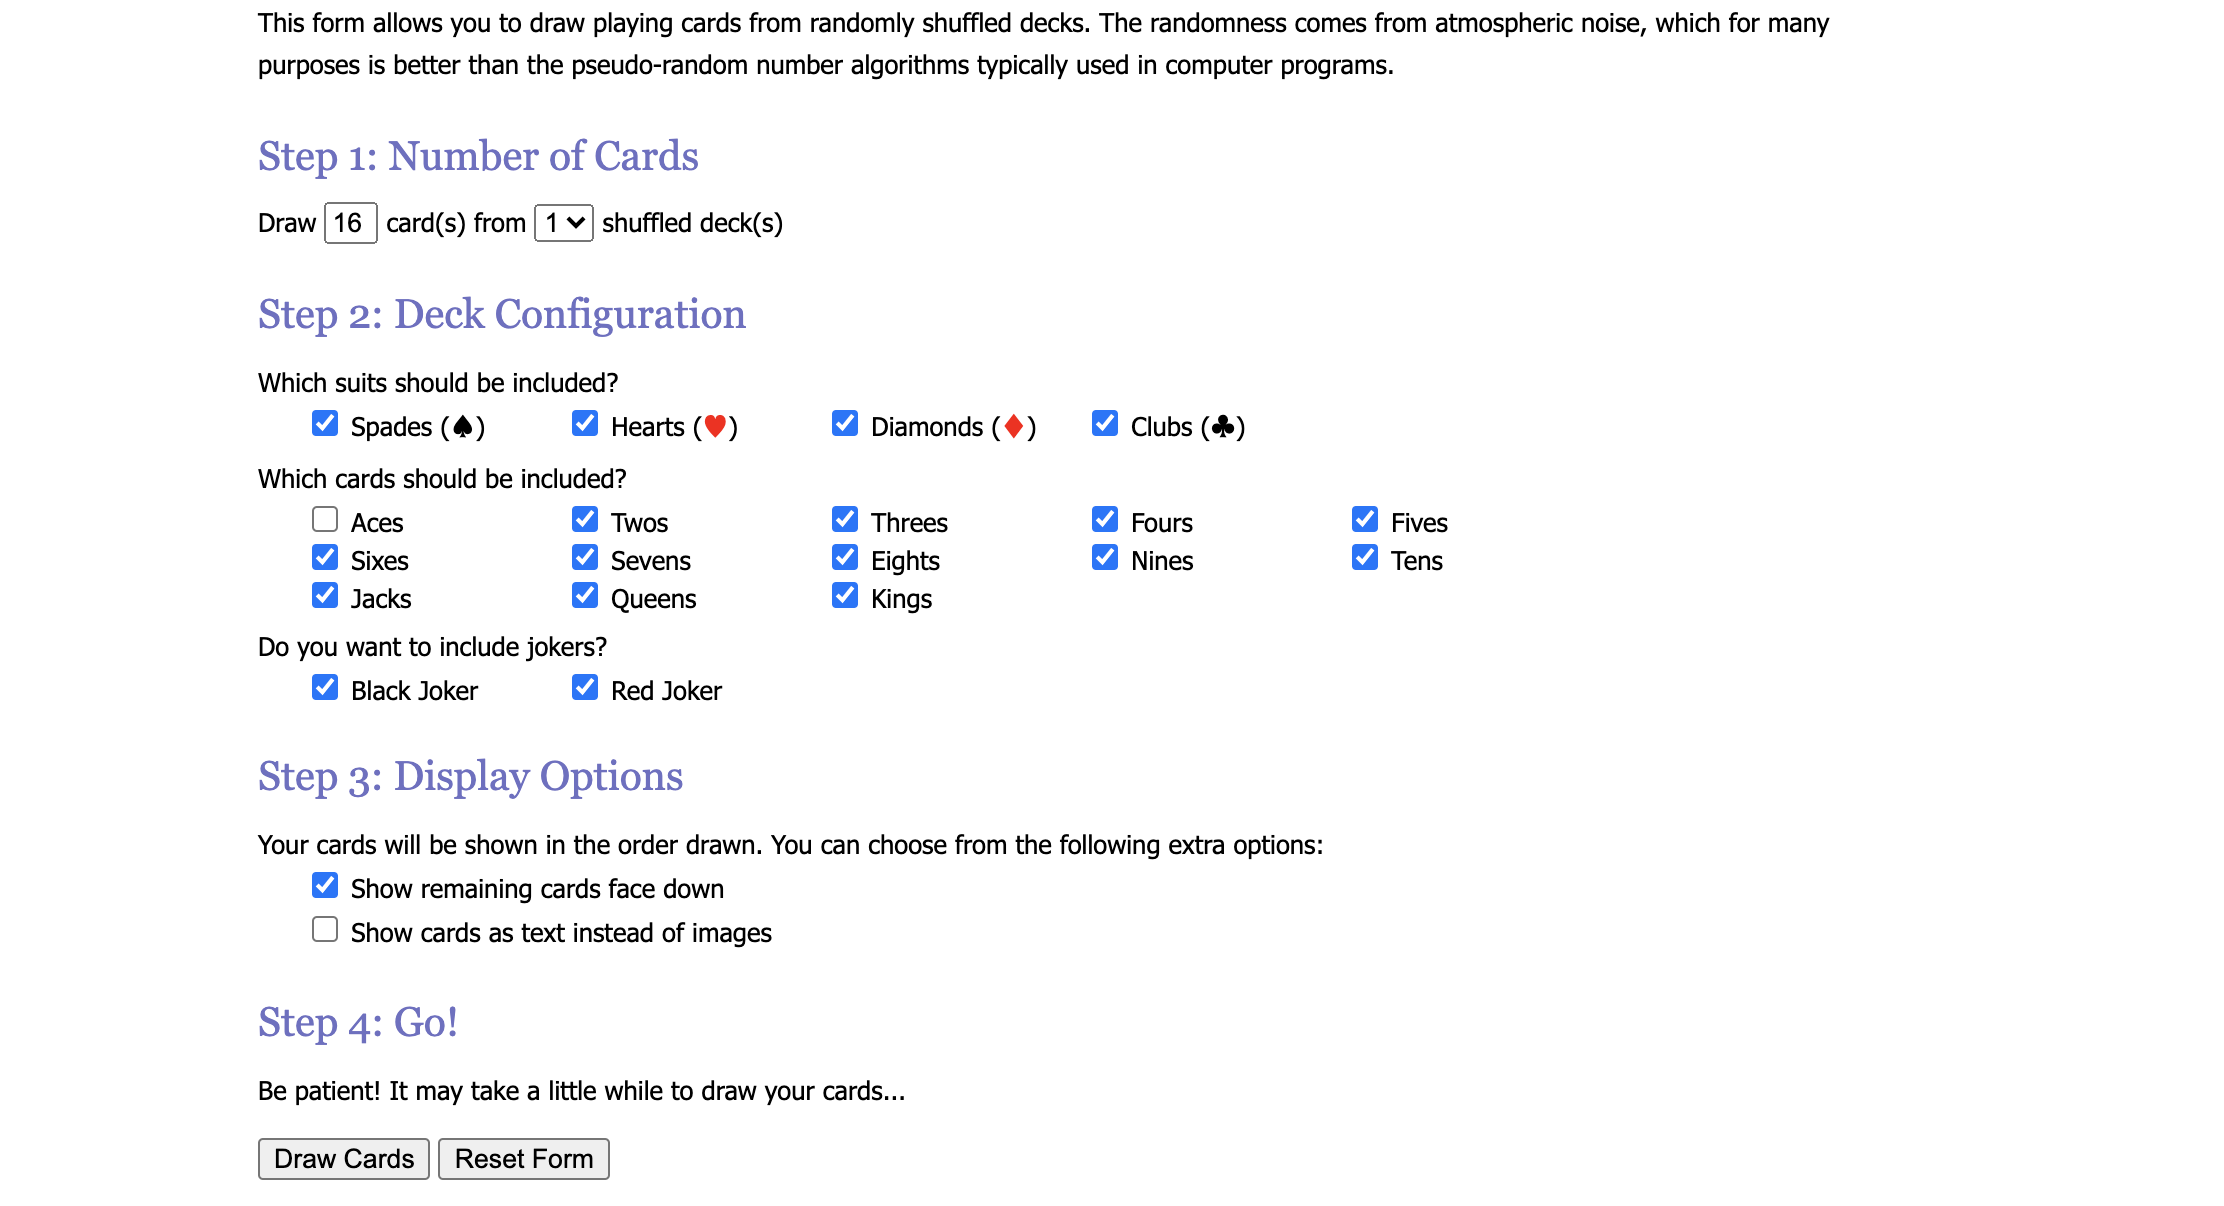 This form allows you to draw playing cards from randomly shuffled decks. The randomness comes from atmospheric noise, which for many
purposes is better than the pseudo-random number algorithms typically used in computer programs.
Step 1: Number of Cards
Draw 16 card(s) from 1 shuffled deck(s)
Step 2: Deck Configuration
Which suits should be included?
Spades (♠) Hearts (♥) Diamonds (♦) Clubs (♣)
Which cards should be included?
Aces Twos Threes Fours Fives
Sixes Sevens Eights Nines Tens
Jacks Queens Kings
Do you want to include jokers?
Black Joker Red Joker
Step 3: Display Options
Your cards will be shown in the order drawn. You can choose from the following extra options:
Show remaining cards face down
Show cards as text instead of images
Step 4: Go!
Be patient! It may take a little while to draw your cards...
Draw Cards Reset Form